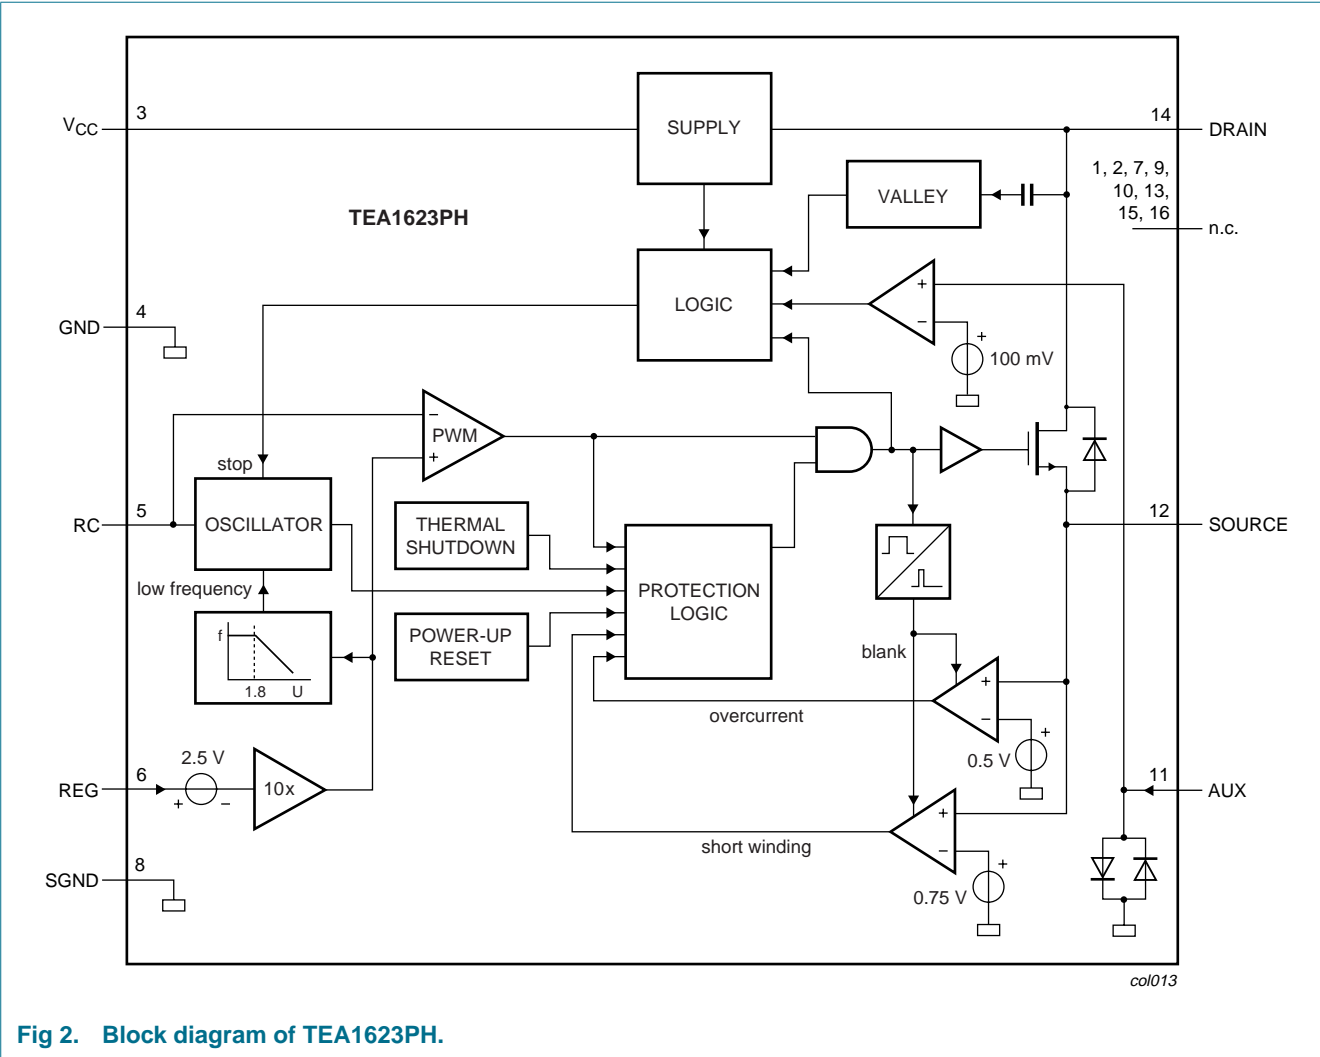 3
VCC
SUPPLY
14
DRAIN
1, 2, 7, 9,
10, 13,
15, 16
n.c.
VALLEY
TEA1623PH
LOGIC
+
−
+
100 mV
4
GND
−
PWM
+
stop
5
RC
OSCILLATOR
low frequency
THERMAL
SHUTDOWN
POWER-UP
RESET
PROTECTION
LOGIC
12
SOURCE
f
1.8
U
blank
+
−
+
0.5 V
overcurrent
2.5 V
6
REG
+
−
10x
11
AUX
+
−
+
0.75 V
short winding
8
SGND
col013
Fig 2. Block diagram of TEA1623PH.